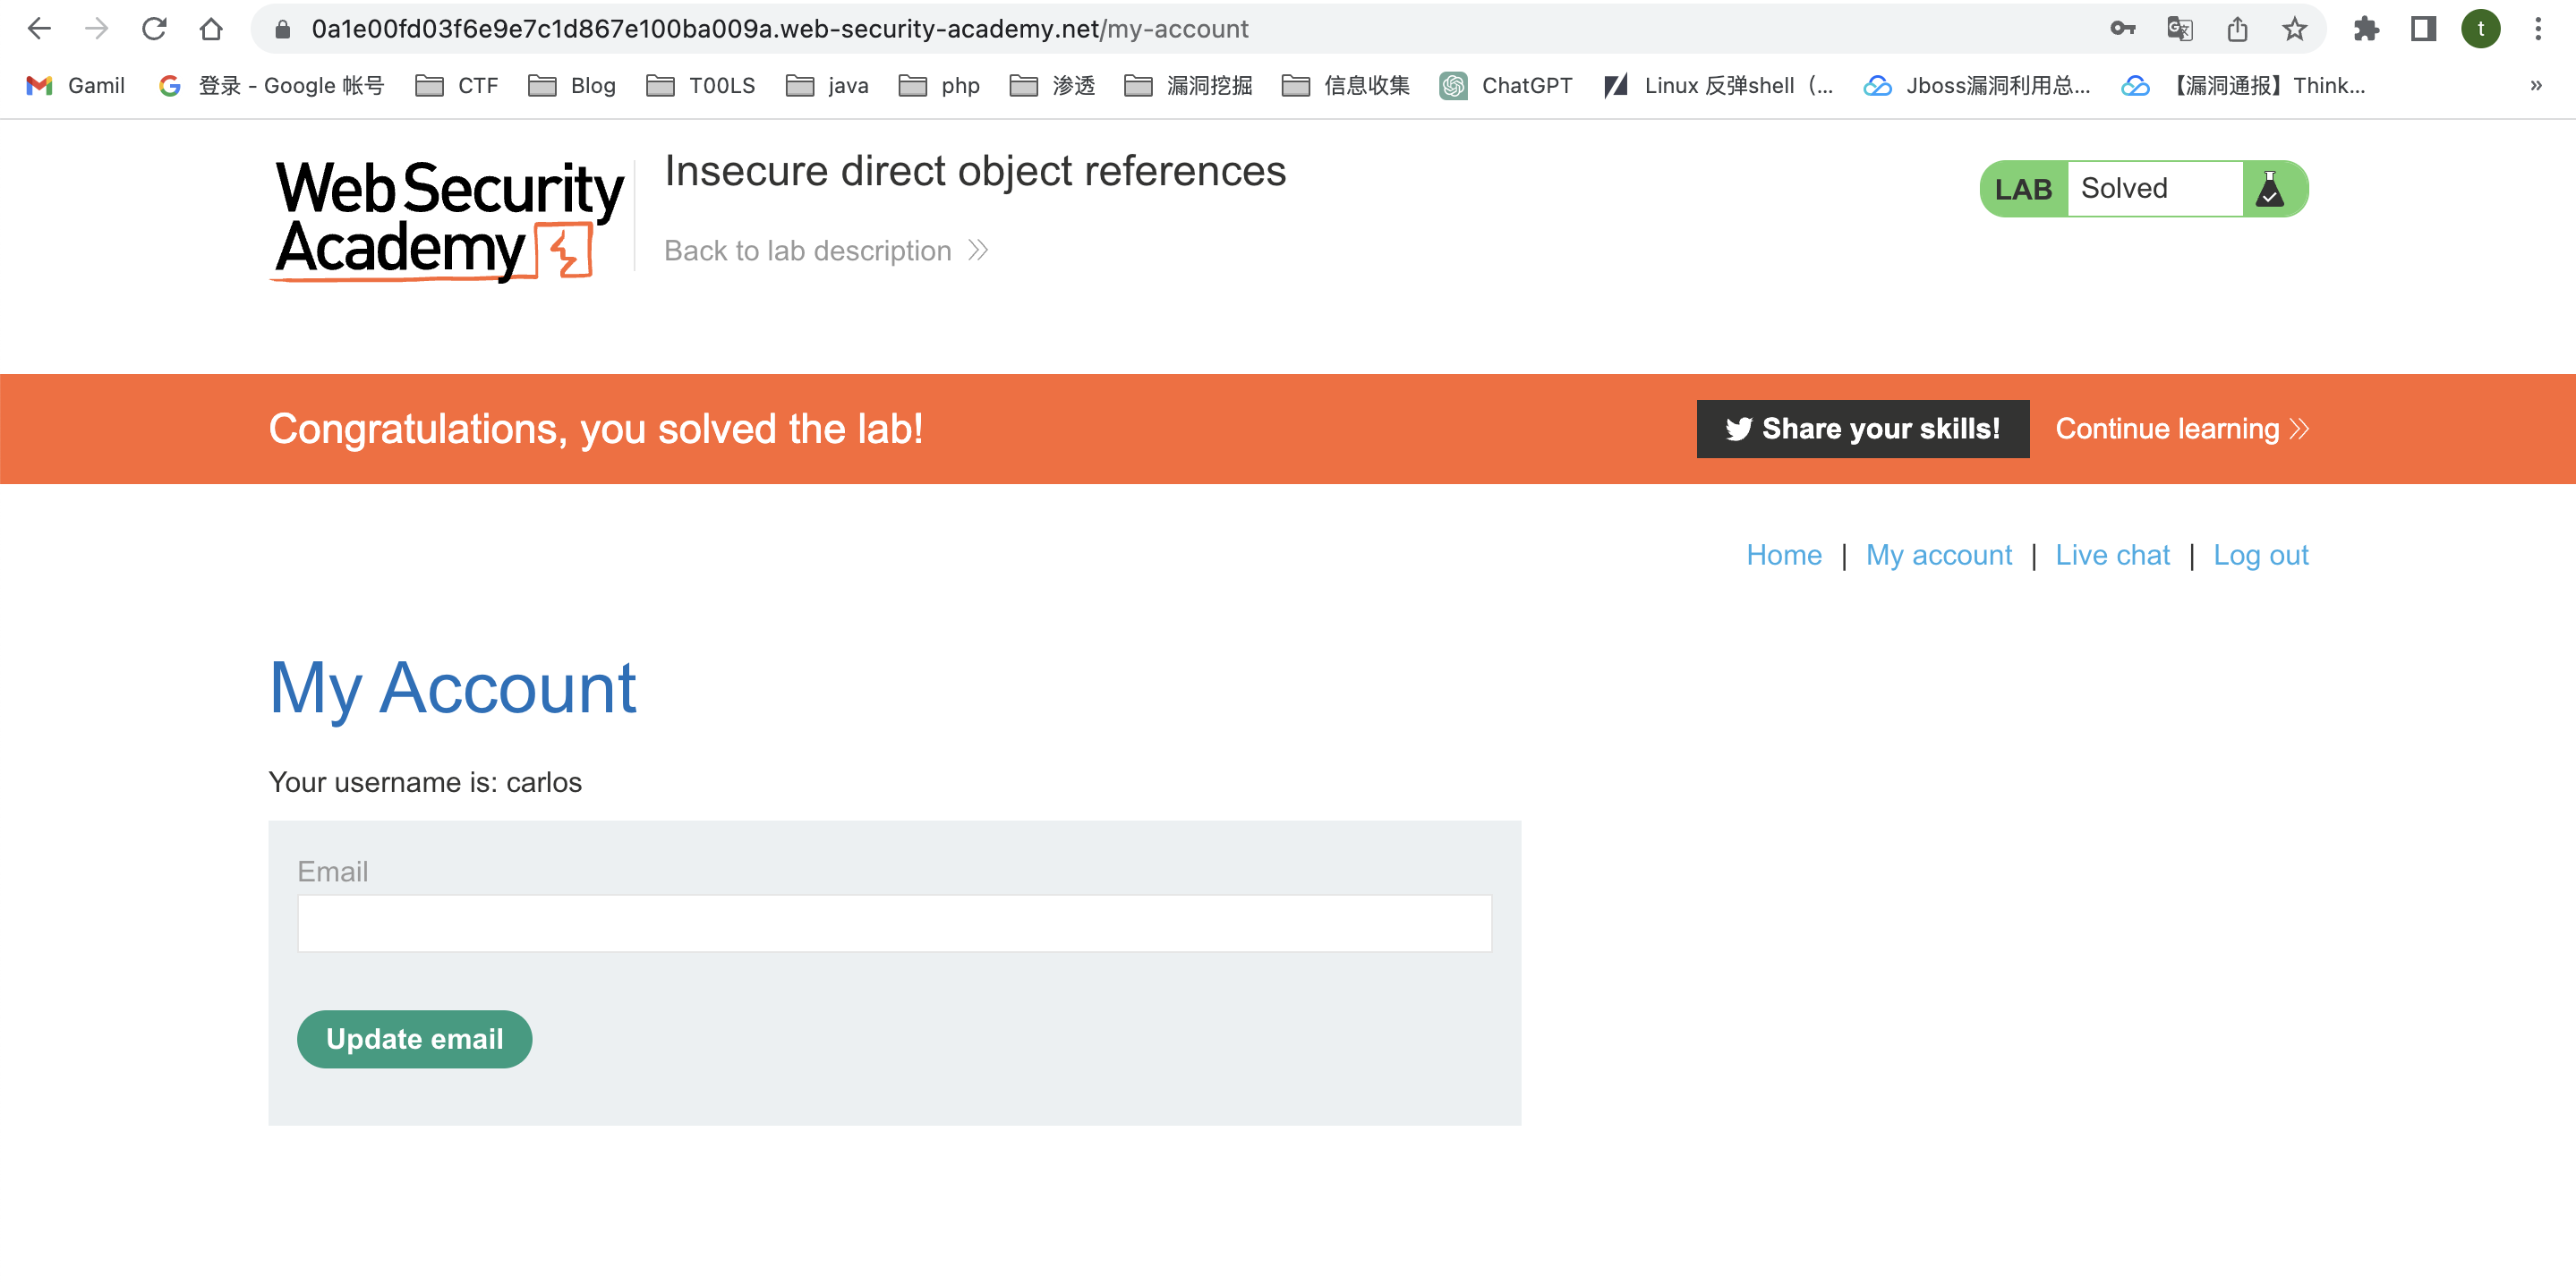 0a1e00fd03f6e9e7c1d867e100ba009a.web-security-academy.net/my-account
t
Gamil
登录 - Google 帐号
CTF
Blog
T00LS
java
php
渗透
漏洞挖掘
信息收集
ChatGPT
Linux 反弹shell（...
Jboss漏洞利用总...
【漏洞通报】Think...
»
Web Security
Academy
Insecure direct object references
Back to lab description
LAB Solved
Congratulations, you solved the lab!
Share your skills!
Continue learning
Home | My account | Live chat | Log out
My Account
Your username is: carlos
Email
Update email